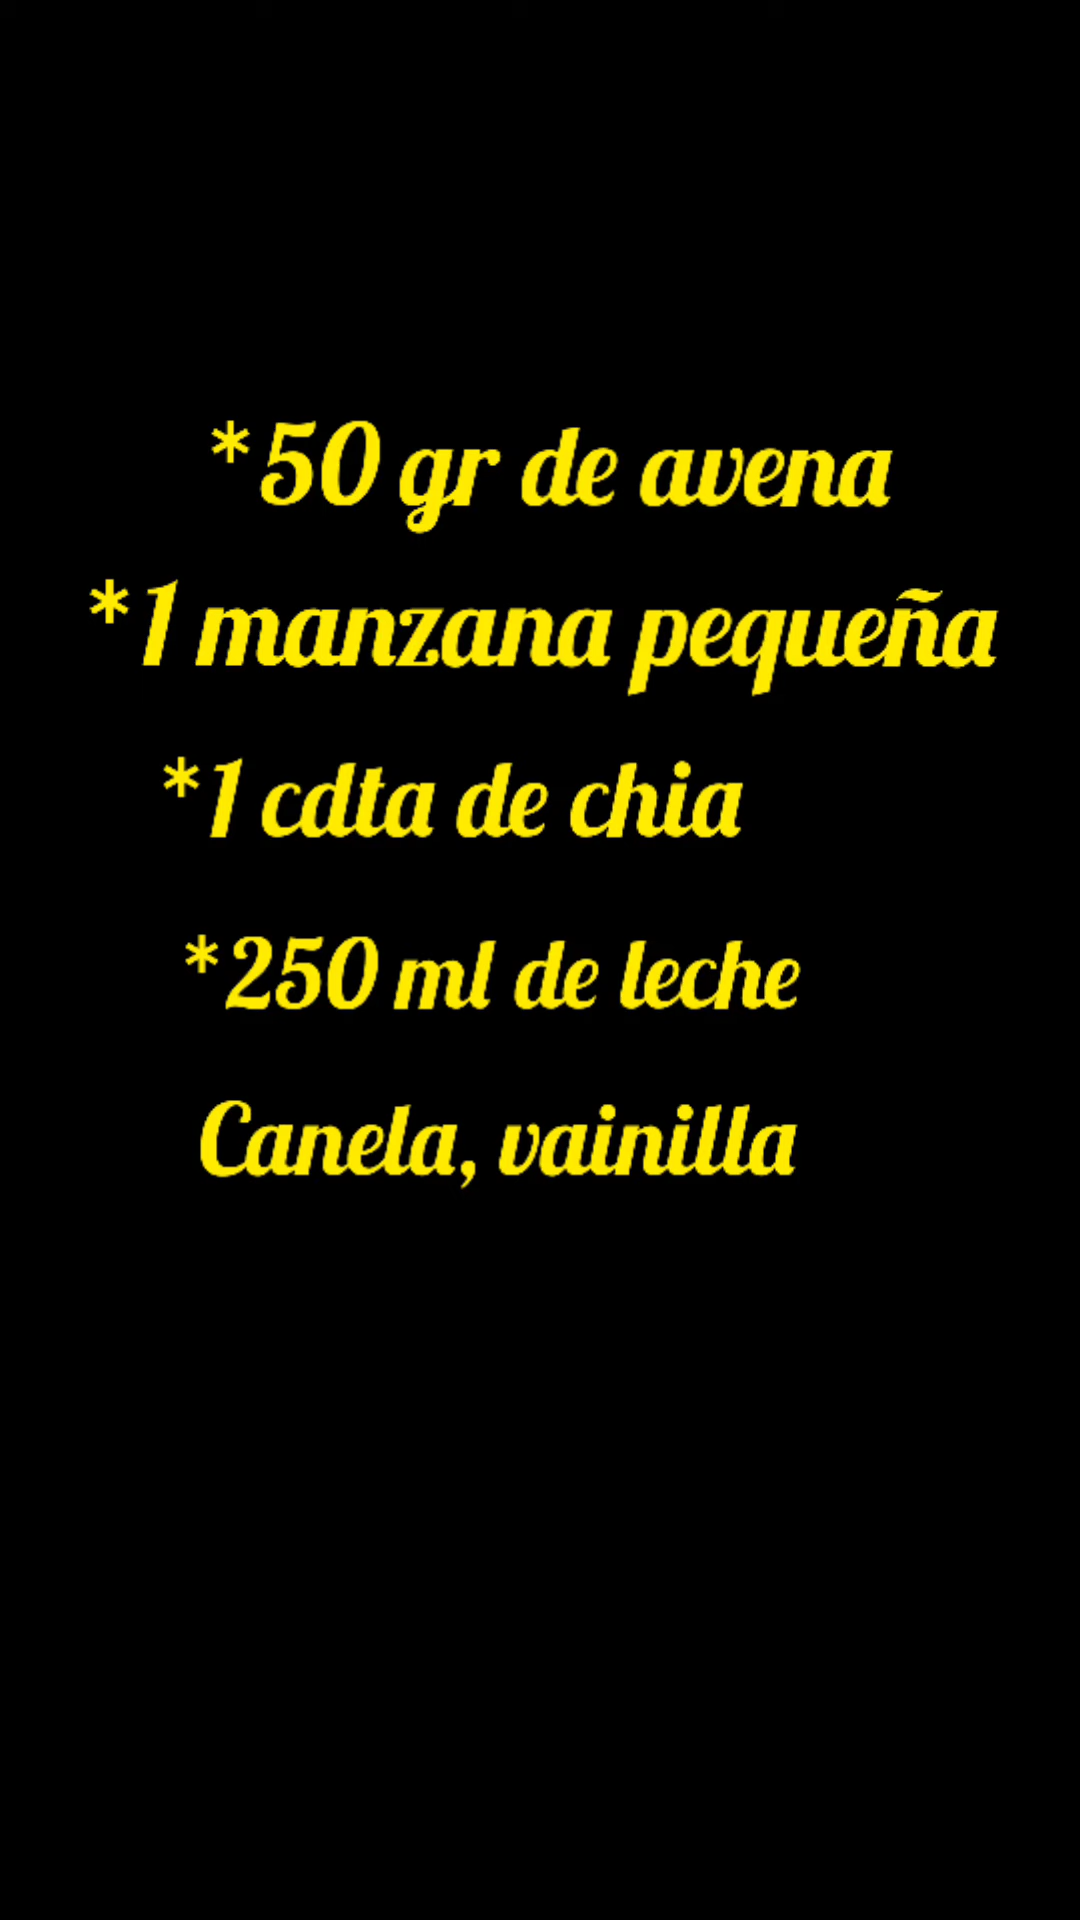 *50 gr de avena
*1 manzana pequeña
*1 cdta de chia
*250 ml de leche
Canela, vainilla